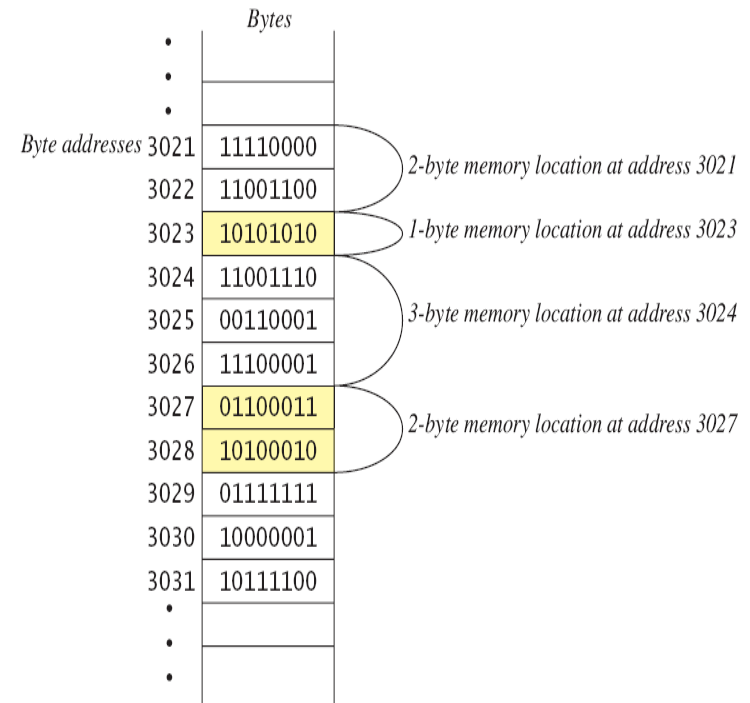 Bytes
Byte addresses 3021 11110000
2-byte memory location at address 3021
3022 11001100
3023 10101010 1-byte memory location at address 3023
3024 11001110
3025 00110001 3-byte memory location at address 3024
3026 11100001
3027 01100011
2-byte memory location at address 3027
3028 10100010
3029 01111111
3030 10000001
3031 10111100